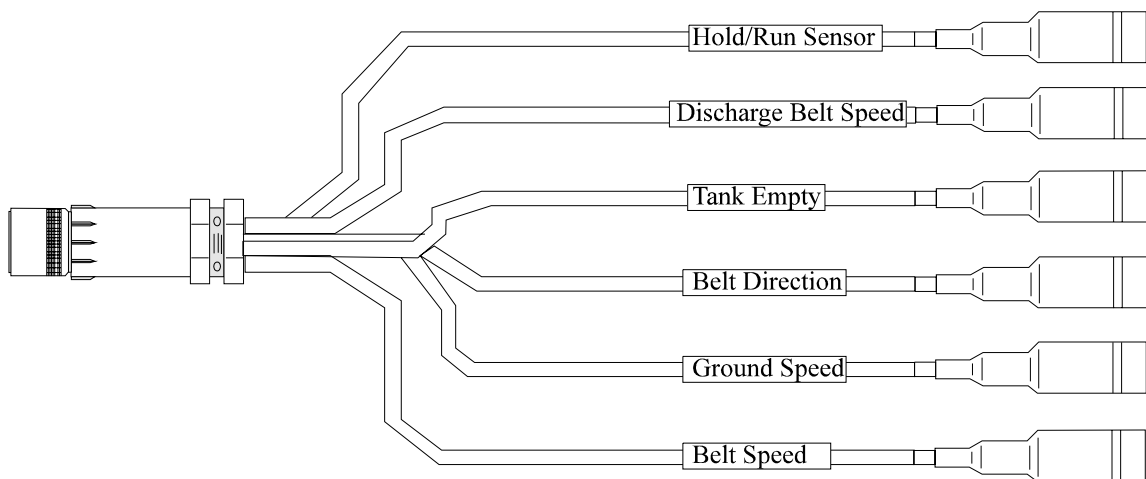 Hold/Run Sensor
Discharge Belt Speed
Tank Empty
Belt Direction
Ground Speed
Belt Speed